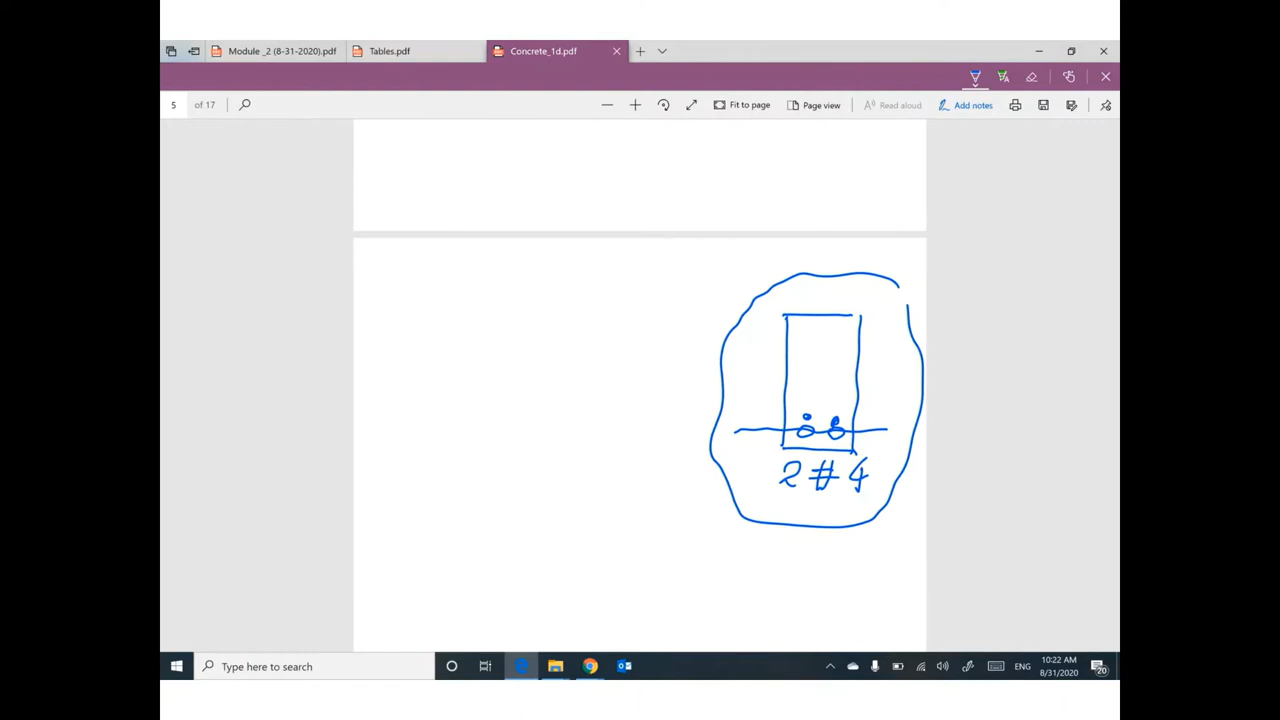 Module _2 (8-31-2020).pdf Tables.pdf Concrete_1d.pdf
5 of 17 Fit to page Page view Read aloud Add notes
2 # 4
Type here to search ENG 10:22 AM
8/31/2020 20